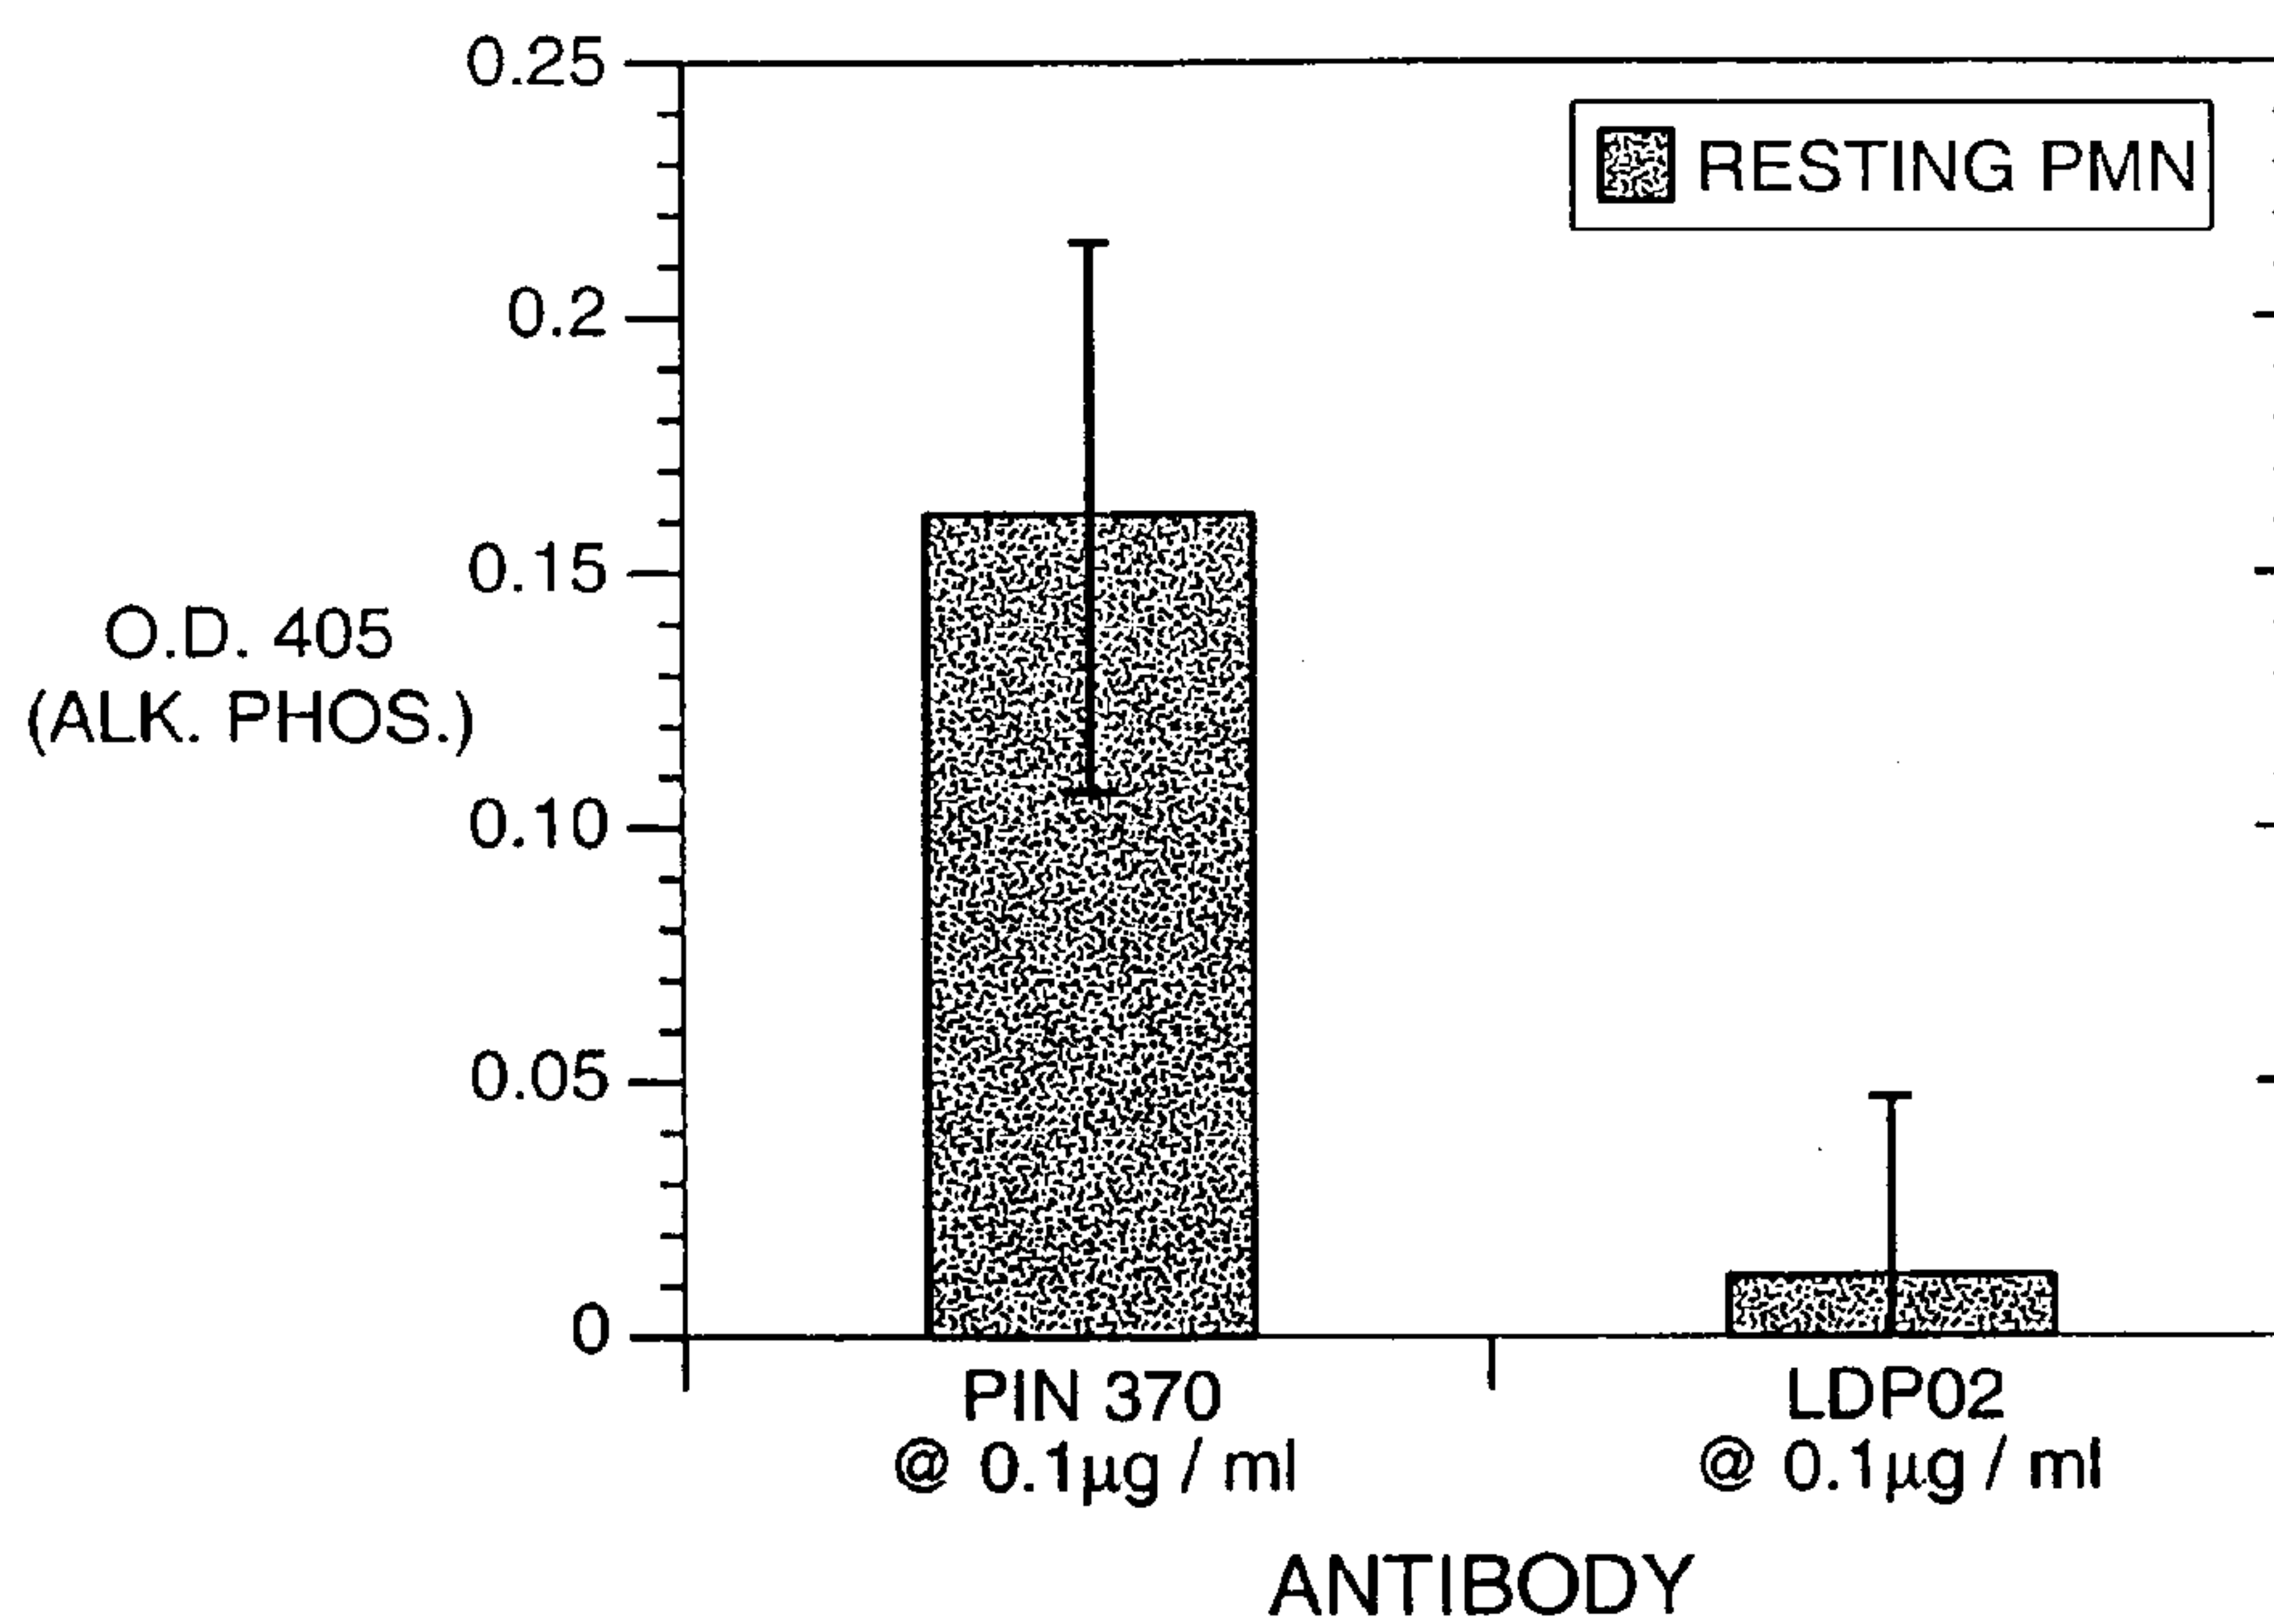 0.25
RESTING PMN
0.2
0.15
O.D. 405
(ALK. PHOS.)
0.10
0.05
0
PIN 370
@ 0.1µg / ml
LDP02
@ 0.1µg / ml
ANTIBODY